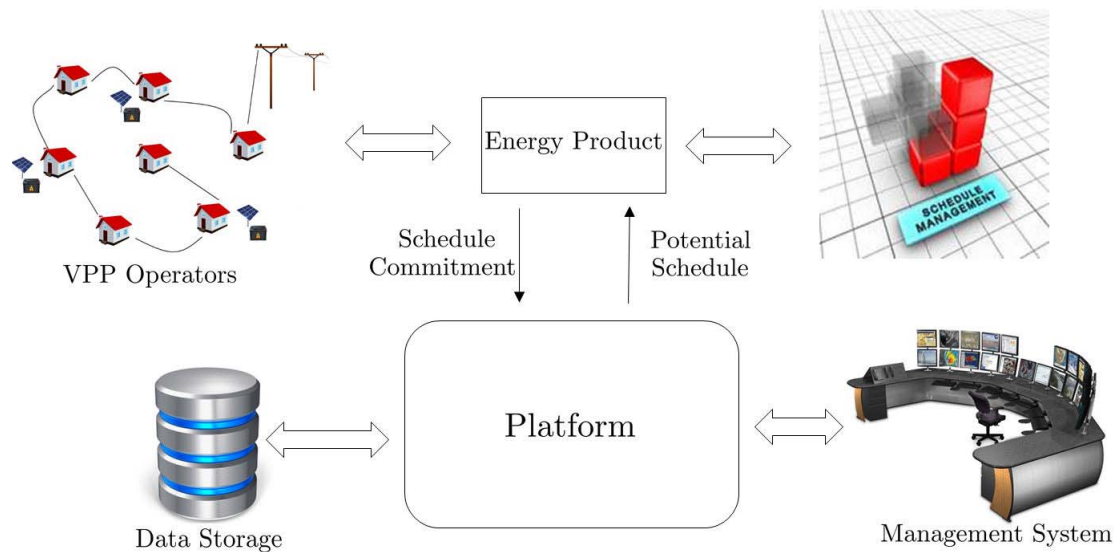 Energy Product
SCHEDULE
MANAGEMENT
VPP Operators
Schedule
Commitment
Potential
Schedule
Platform
Data Storage
Management System